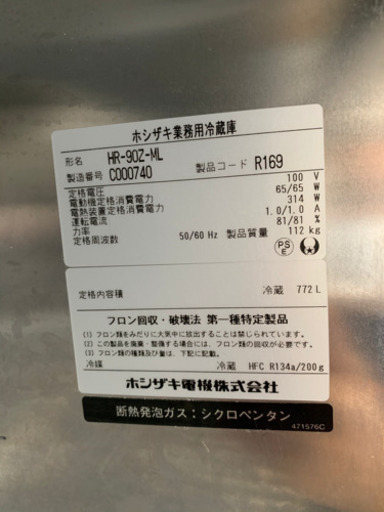 ホシザキ業務用冷蔵庫
形名 HR-90Z-ML
製造番号 C000740 製品コード R169
定格電圧 100 V
電動機定格消費電力 65/65 W
電熱装置定格消費電力 314 W
運転電流 1.0/1.0 A
力率 81/81 %
定格周波数 50/60 Hz 製品質量 112 kg
PS E
定格内容積 冷蔵 772 L
フロン回収・破壊法 第一種特定製品
(1) フロン類をみだりに大気中に放出することは禁じられています。
(2) この製品を廃棄・整備する場合には、フロン類の回収が必要です。
(3) フロン類の種類及び量は、下記に記載。
冷媒 冷蔵 HFC R134a/200g
ホシザキ電機株式会社
断熱発泡ガス:シクロペンタン
471576C